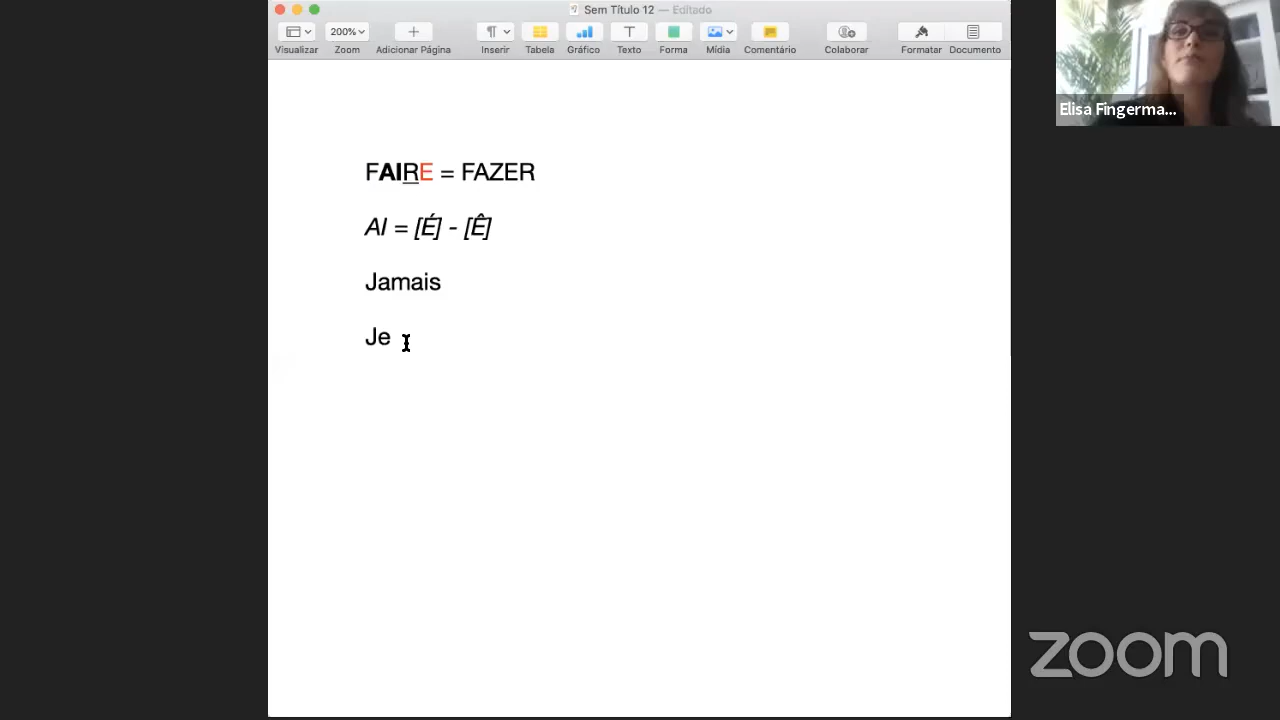 Sem Título 12 — Editado
200%
Visualizar Zoom Adicionar Página Inserir Tabela Gráfico Texto Forma Mídia Comentário Colaborar Formatar Documento
Elisa Fingerma...
FAIRE = FAZER
AI = [É] - [Ê]
Jamais
Je
zoom